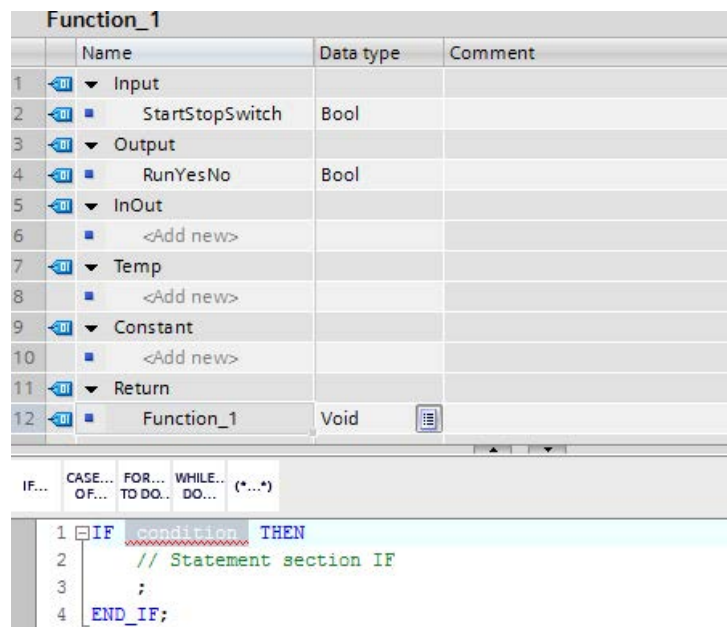 Function_1
Name Data type Comment
1 Input
2 StartStopSwitch Bool
3 Output
4 RunYesNo Bool
5 InOut
6 <Add new>
7 Temp
8 <Add new>
9 Constant
10 <Add new>
11 Return
12 Function_1 Void
IF... CASE... OF... FOR... TO DO.. WHILE.. DO... (*...*)
1 IF _condition_ THEN
2 // Statement section IF
3 ;
4 END_IF;